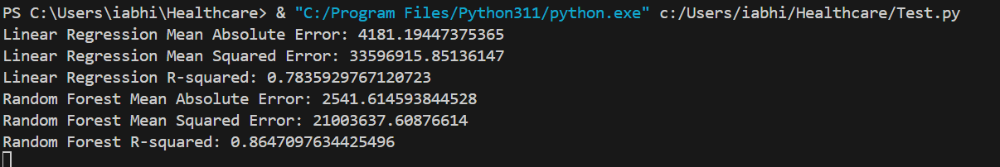 PS C:\Users\iabhi\Healthcare> & "C:/Program Files/Python311/python.exe" c:/Users/iabhi/Healthcare/Test.py
Linear Regression Mean Absolute Error: 4181.19447375365
Linear Regression Mean Squared Error: 33596915.85136147
Linear Regression R-squared: 0.7835929767120723
Random Forest Mean Absolute Error: 2541.614593844528
Random Forest Mean Squared Error: 21003637.60876614
Random Forest R-squared: 0.8647097634425496